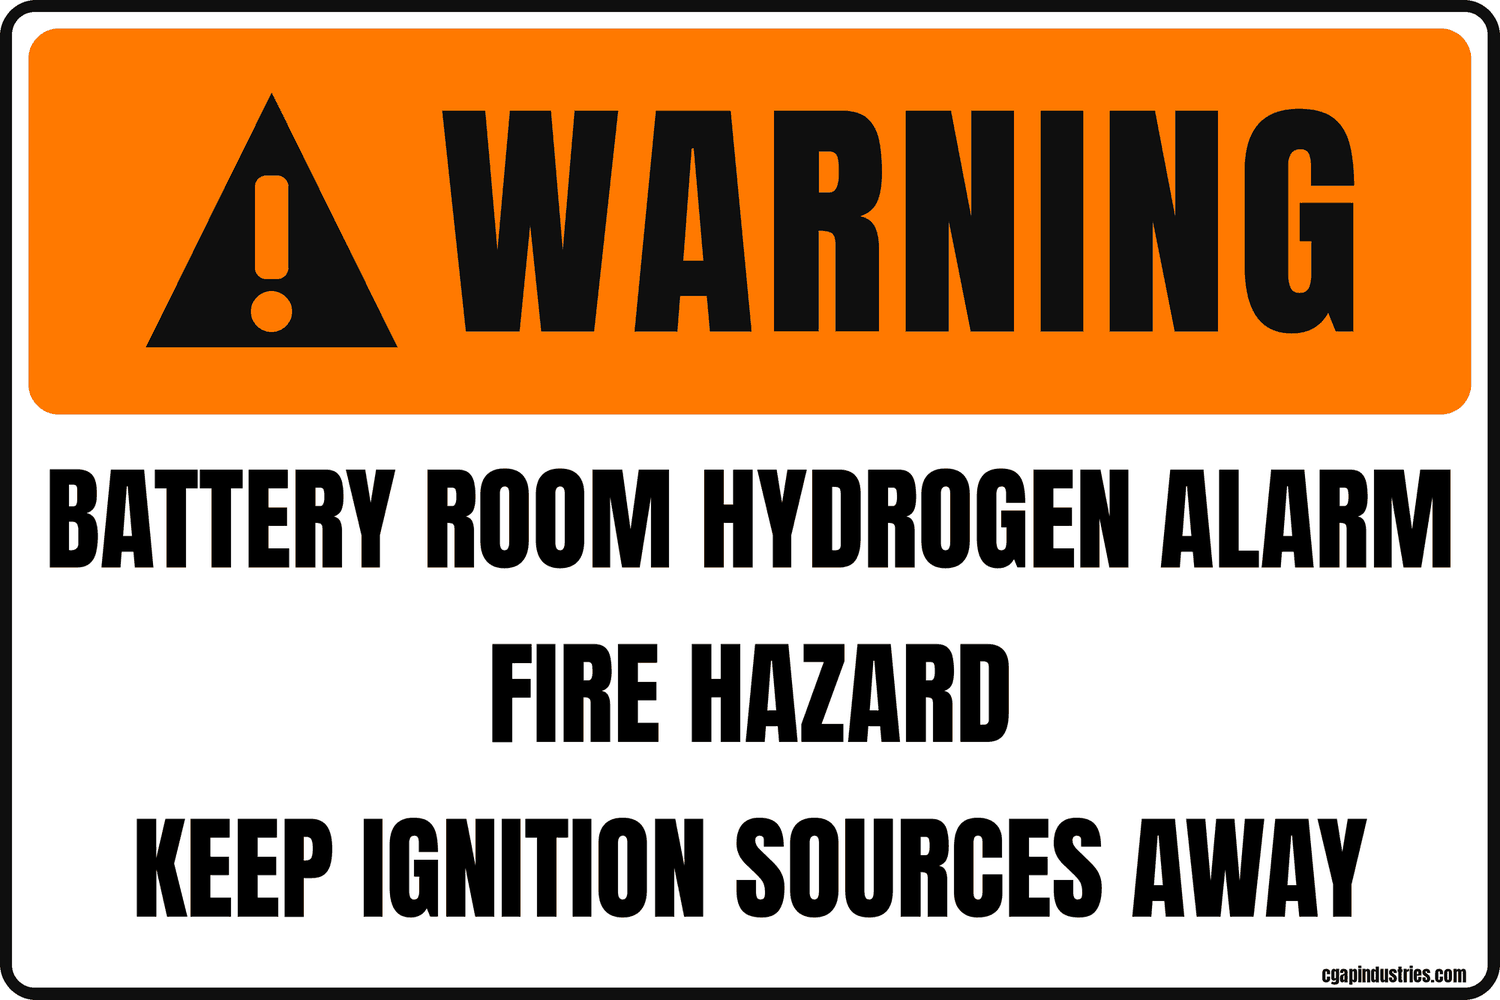 WARNING
BATTERY ROOM HYDROGEN ALARM
FIRE HAZARD
KEEP IGNITION SOURCES AWAY
cgapindustries.com